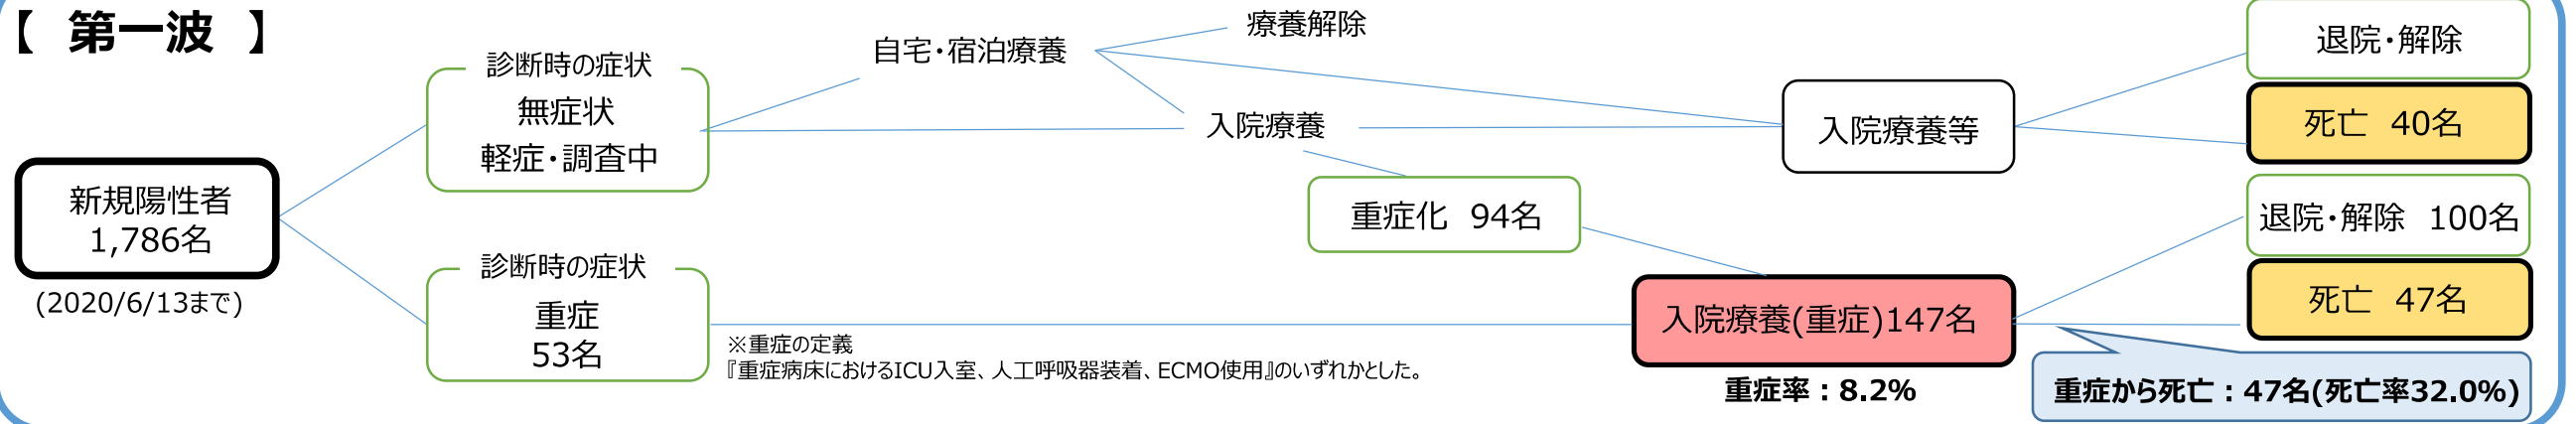 【 第一波 】
新規陽性者
1,786名
(2020/6/13まで)
診断時の症状
無症状
軽症・調査中
診断時の症状
重症
53名
自宅・宿泊療養
療養解除
入院療養
重症化 94名
※重症の定義
『重症病床におけるICU入室、人工呼吸器装着、ECMO使用』のいずれかとした。
入院療養等
入院療養(重症)147名
重症率：8.2%
退院・解除
死亡 40名
退院・解除 100名
死亡 47名
重症から死亡：47名(死亡率32.0%)